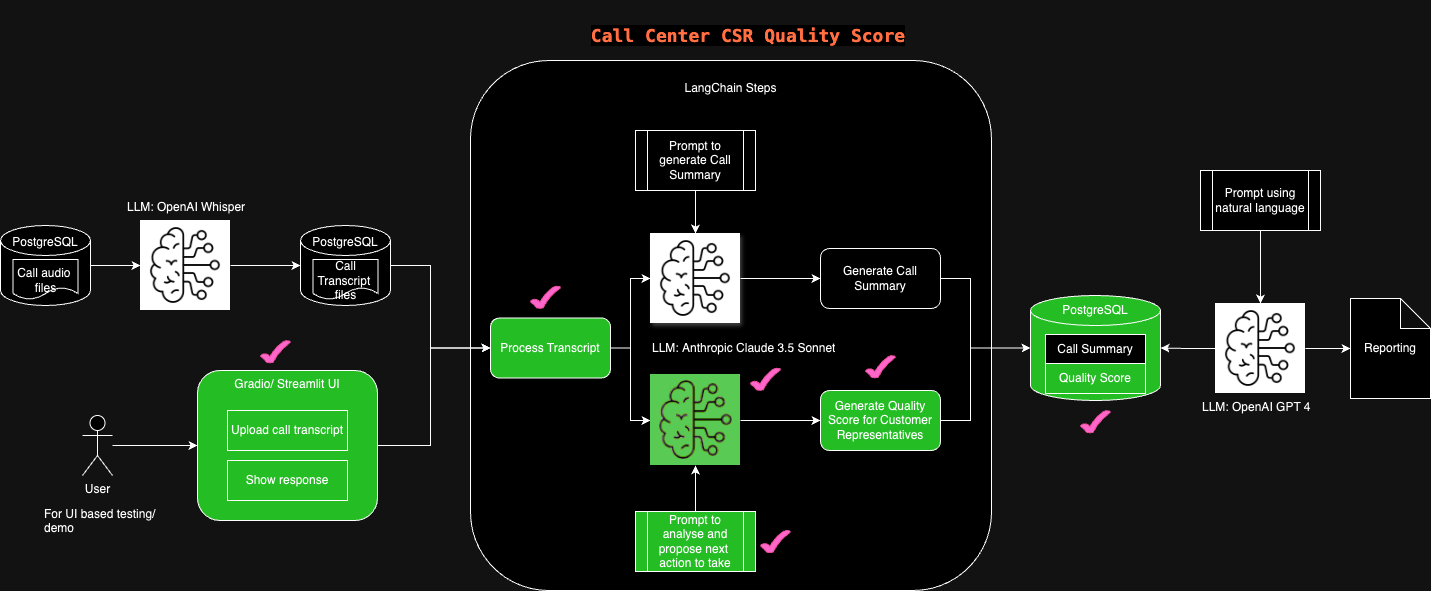 Call Center CSR Quality Score
LangChain Steps
Prompt to
generate Call
Summary
LLM: OpenAI Whisper
PostgreSQL
Call audio
files
PostgreSQL
Call
Transcript
files
Gradio/ Streamlit UI
Upload call transcript
Show response
User
For UI based testing/
demo
Process Transcript
Generate Call
Summary
LLM: Anthropic Claude 3.5 Sonnet
Generate Quality
Score for Customer
Representatives
Prompt to
analyse and
propose next
action to take
PostgreSQL
Call Summary
Quality Score
Prompt using
natural language
LLM: OpenAI GPT 4
Reporting